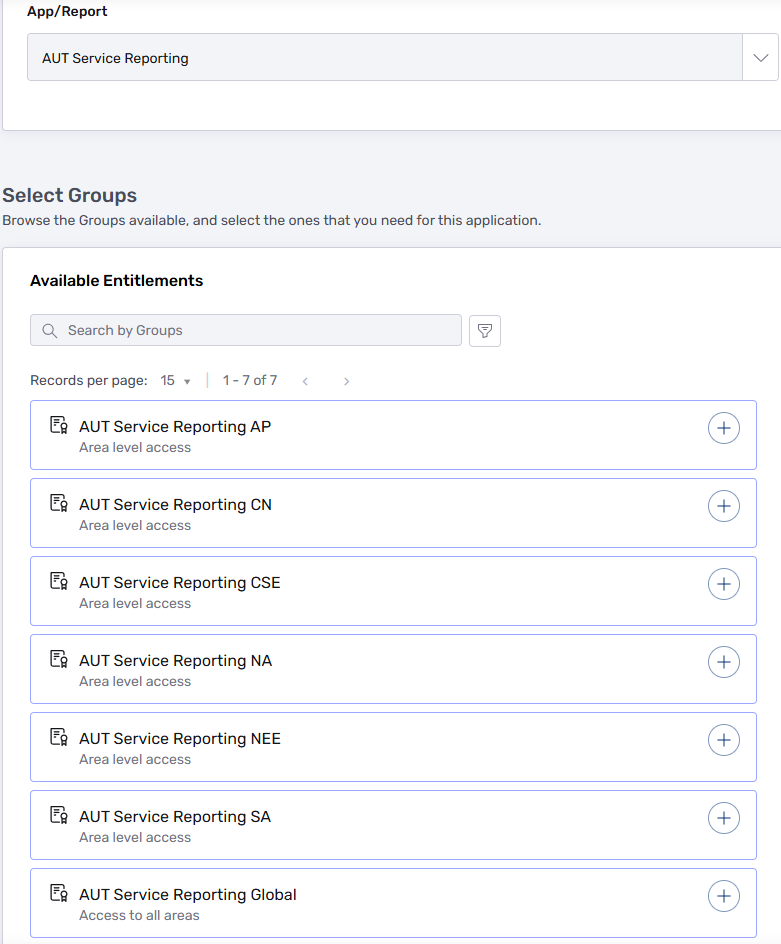 App/Report
AUT Service Reporting
Select Groups
Browse the Groups available, and select the ones that you need for this application.
Available Entitlements
Search by Groups
Records per page: 15 1 - 7 of 7
AUT Service Reporting AP
Area level access
AUT Service Reporting CN
Area level access
AUT Service Reporting CSE
Area level access
AUT Service Reporting NA
Area level access
AUT Service Reporting NEE
Area level access
AUT Service Reporting SA
Area level access
AUT Service Reporting Global
Access to all areas